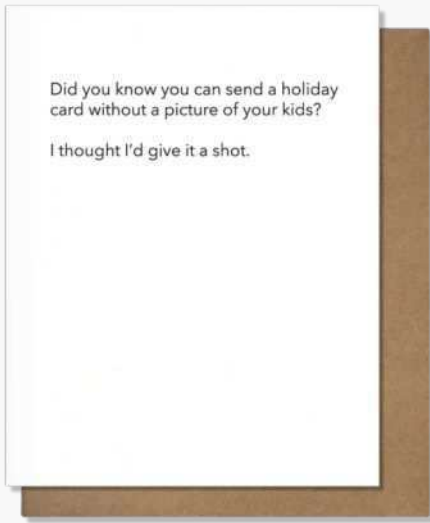 Did you know you can send a holiday
card without a picture of your kids?
I thought I'd give it a shot.